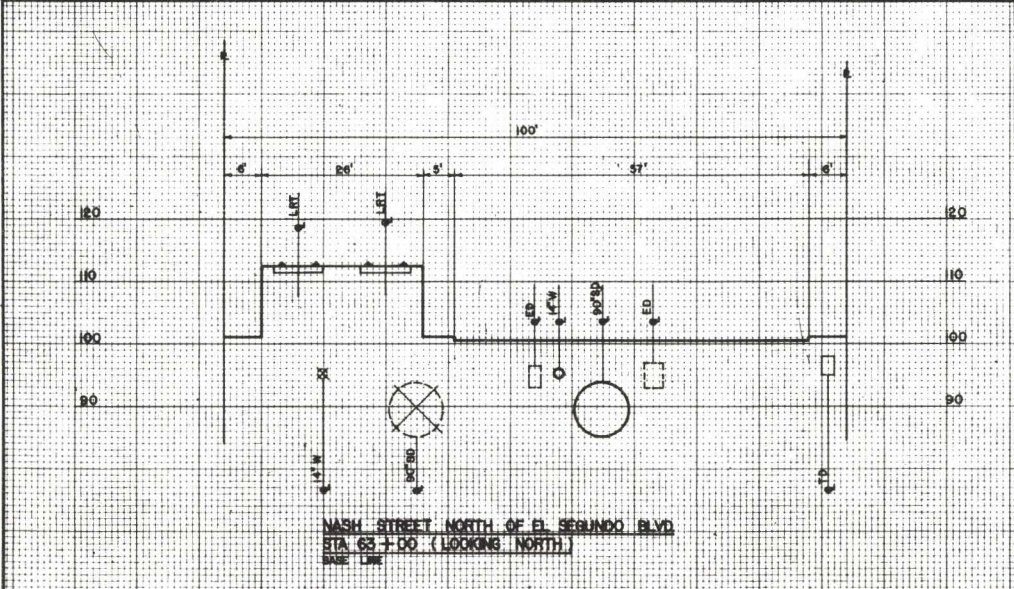 100'
6' 26' 5' 57' 6'
LRT LRT
120 120
110 110
ED 14"W 90"SD ED
100 100
90 90
14" W 90"SD TD
NASH STREET NORTH OF EL SEGUNDO BLVD.
STA 63+00 (LOOKING NORTH)
BASE LINE